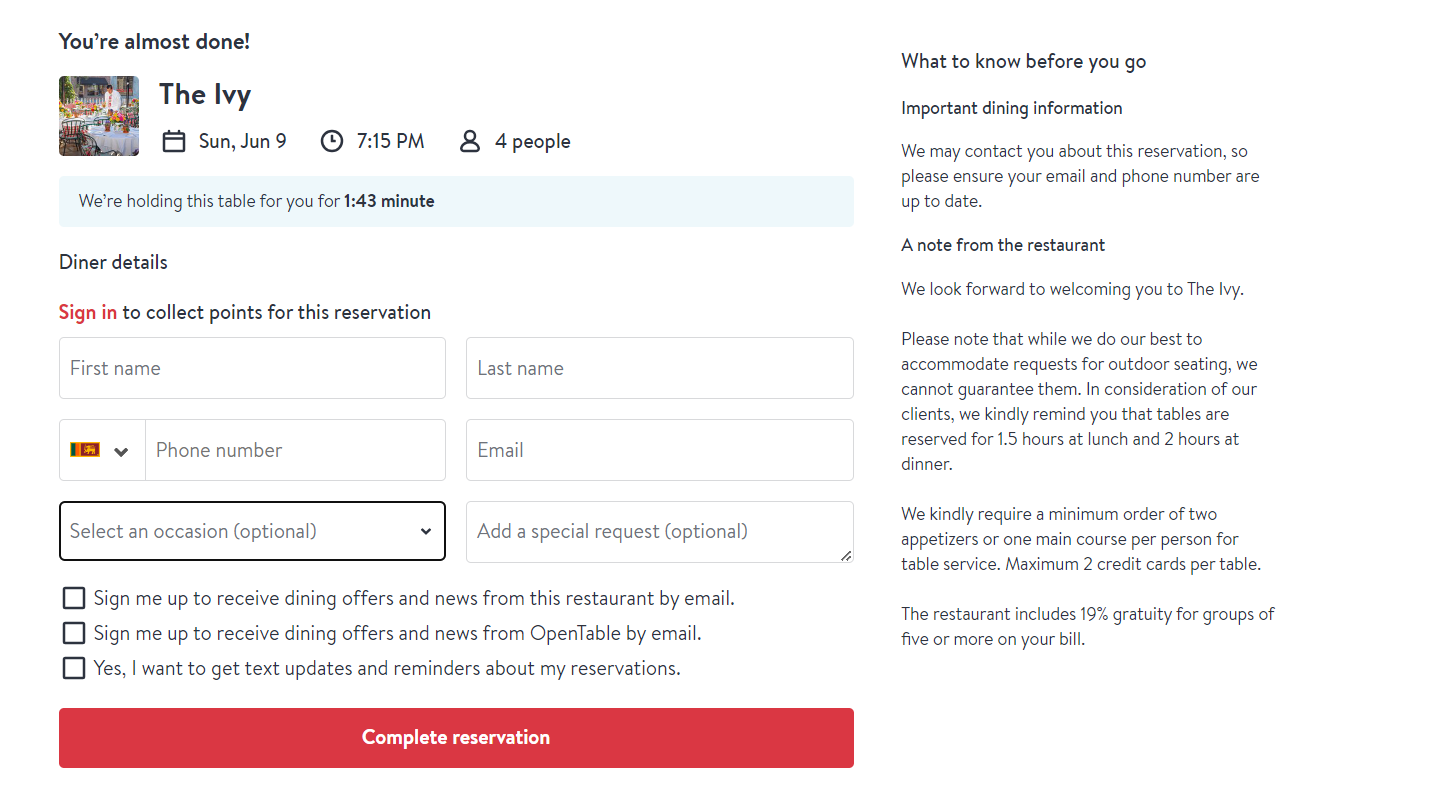 You're almost done!
The Ivy
Sun, Jun 9
7:15 PM
4 people
We're holding this table for you for 1:43 minute
Diner details
Sign in to collect points for this reservation
First name
Last name
Phone number
Email
Select an occasion (optional)
Add a special request (optional)
Sign me up to receive dining offers and news from this restaurant by email.
Sign me up to receive dining offers and news from OpenTable by email.
Yes, I want to get text updates and reminders about my reservations.
Complete reservation
What to know before you go
Important dining information
We may contact you about this reservation, so
please ensure your email and phone number are
up to date.
A note from the restaurant
We look forward to welcoming you to The Ivy.
Please note that while we do our best to
accommodate requests for outdoor seating, we
cannot guarantee them. In consideration of our
clients, we kindly remind you that tables are
reserved for 1.5 hours at lunch and 2 hours at
dinner.
We kindly require a minimum order of two
appetizers or one main course per person for
table service. Maximum 2 credit cards per table.
The restaurant includes 19% gratuity for groups of
five or more on your bill.